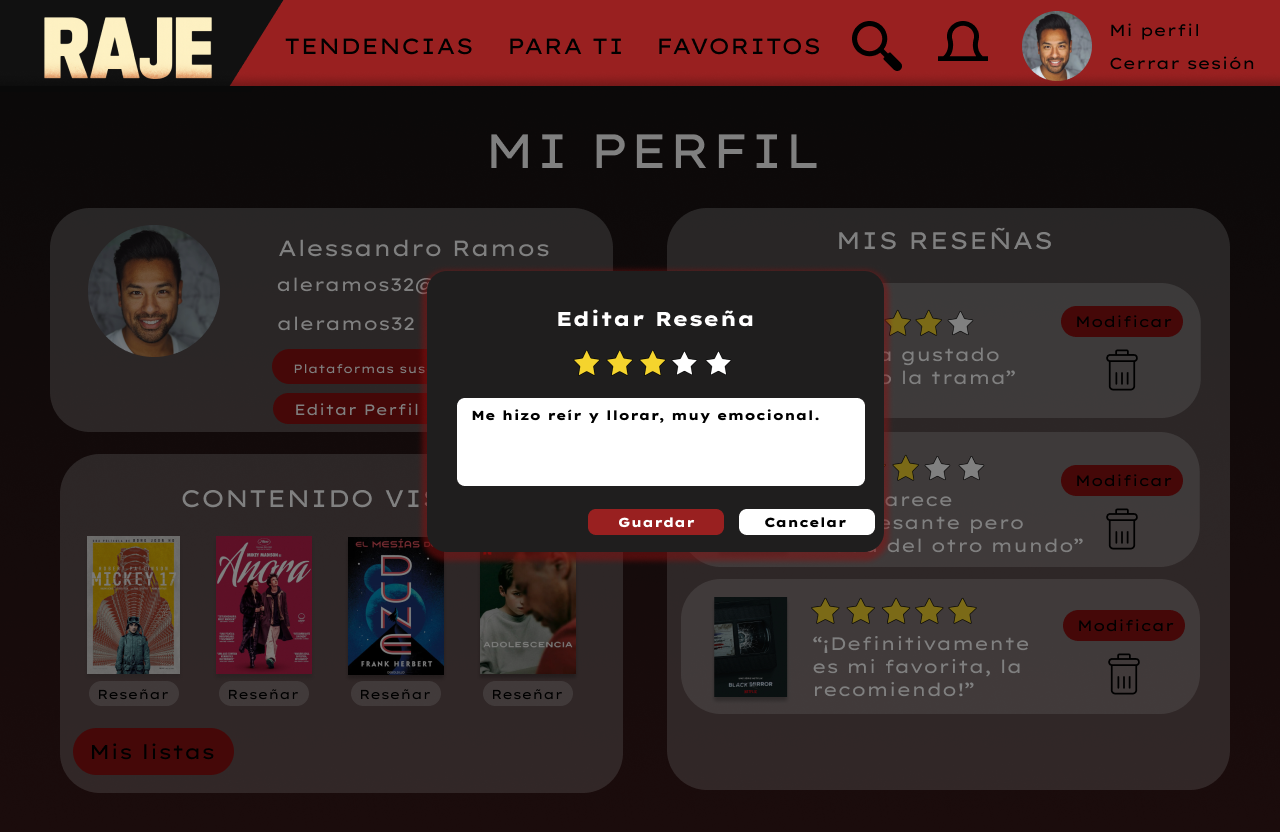 RAJE
TENDENCIAS
PARA TI
FAVORITOS
Mi perfil
Cerrar sesión
MI PERFIL
Alessandro Ramos
aleramos32@
aleramos32
Plataformas sus
Editar Perfil
MIS RESEÑAS
Modificar
a gustado
o la trama”
Modificar
arece
esante pero
del otro mundo”
Modificar
“¡Definitivamente
es mi favorita, la
recomiendo!”
BLACK MIRROR
Editar Reseña
Me hizo reír y llorar, muy emocional.
Guardar
Cancelar
CONTENIDO VIS
MICKEY 17
Anora
EL MESÍAS D
DUNE
FRANK HERBERT
ADOLESCENCIA
Reseñar
Reseñar
Reseñar
Reseñar
Mis listas